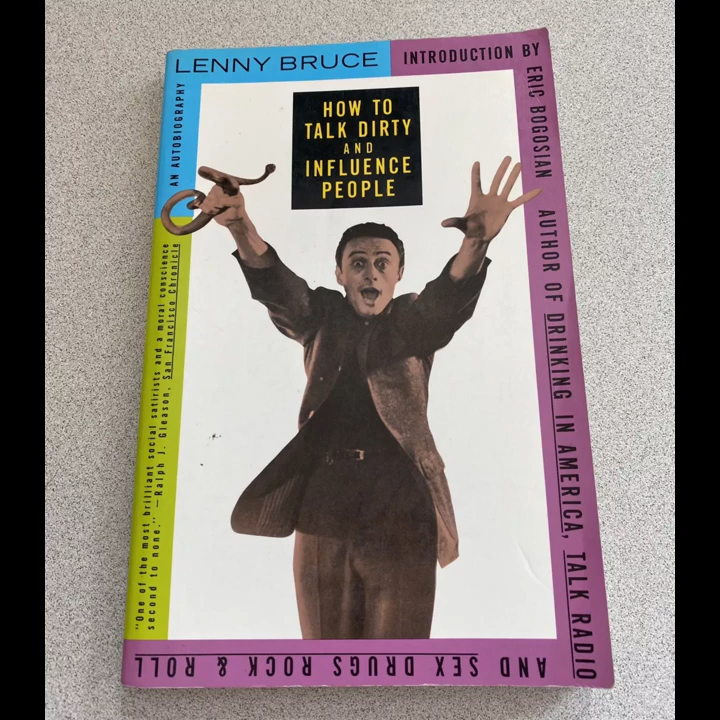 LENNY BRUCE
AN AUTOBIOGRAPHY
HOW TO
TALK DIRTY
AND
INFLUENCE
PEOPLE
INTRODUCTION BY
ERIC BOGOSIAN AUTHOR OF DRINKING IN AMERICA, TALK RADIO
AND SEX DRUGS ROCK & ROLL
"One of the most brilliant social satirists and a moral conscience
second to none." —Ralph J. Gleason, San Francisco Chronicle